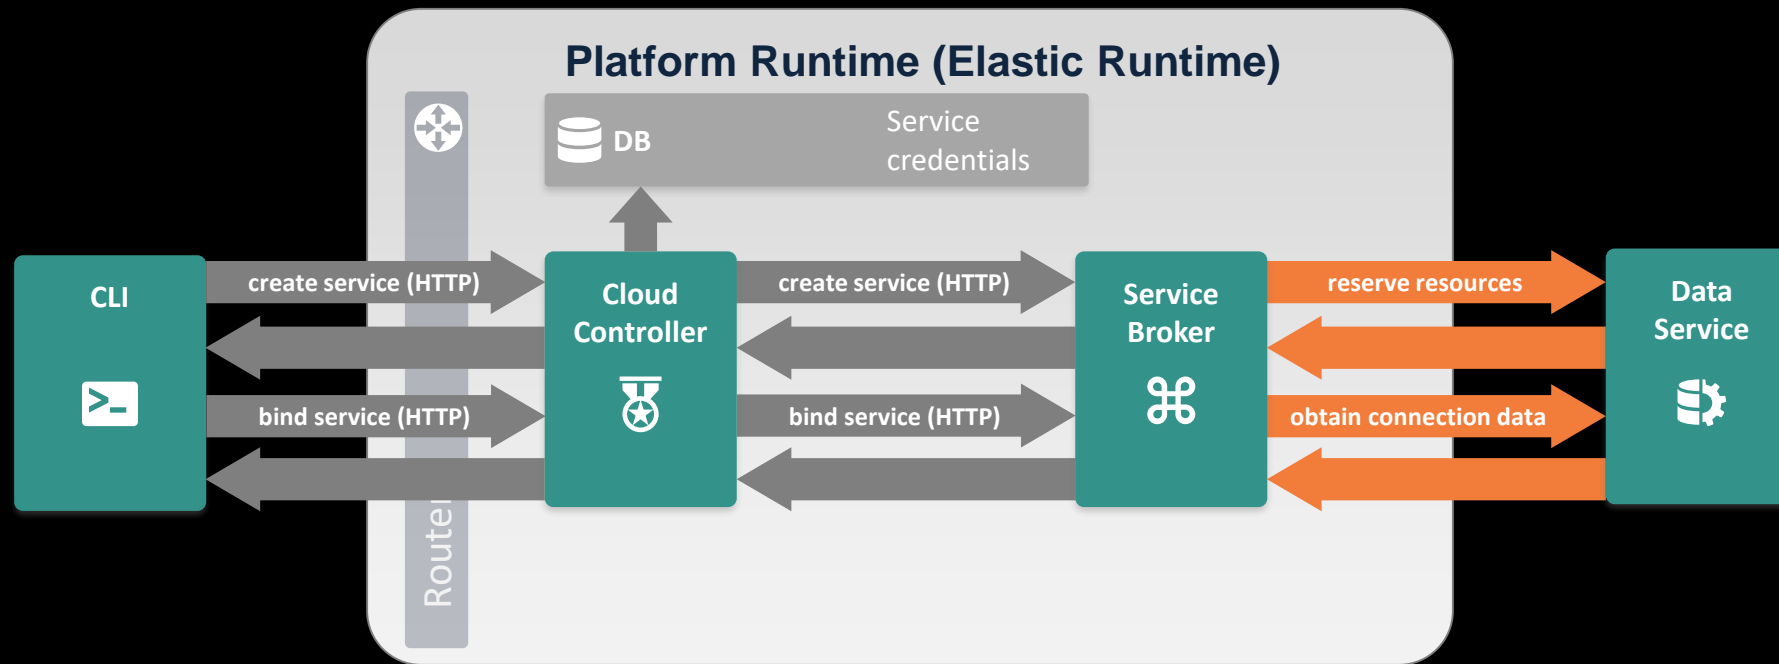 Platform Runtime (Elastic Runtime)
DB
Service
credentials
CLI
create service (HTTP)
Cloud
Controller
create service (HTTP)
Service
Broker
reserve resources
Data
Service
>_
bind service (HTTP)
bind service (HTTP)
obtain connection data
Router